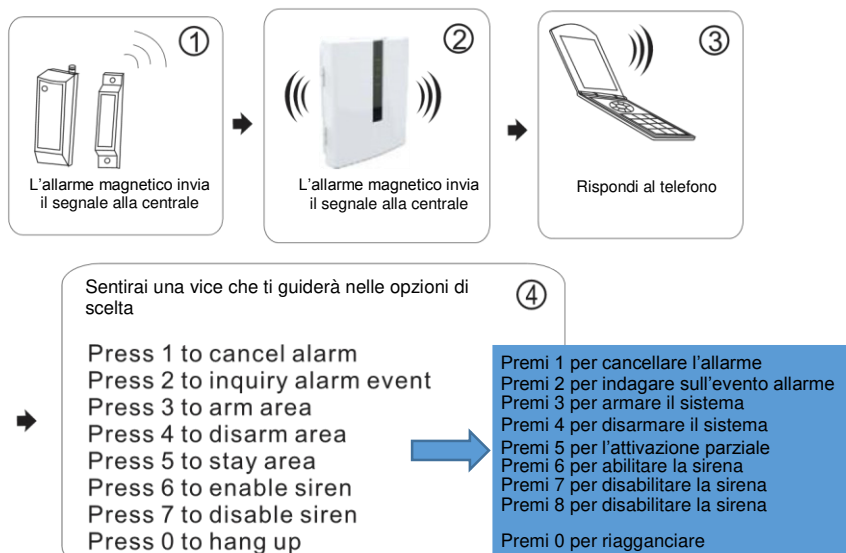 ①
L'allarme magnetico invia
il segnale alla centrale
②
L'allarme magnetico invia
il segnale alla centrale
③
Rispondi al telefono
Sentirai una vice che ti guiderà nelle opzioni di
scelta
④
Press 1 to cancel alarm
Press 2 to inquiry alarm event
Press 3 to arm area
Press 4 to disarm area
Press 5 to stay area
Press 6 to enable siren
Press 7 to disable siren
Press 0 to hang up
Premi 1 per cancellare l'allarme
Premi 2 per indagare sull'evento allarme
Premi 3 per armare il sistema
Premi 4 per disarmare il sistema
Premi 5 per l'attivazione parziale
Premi 6 per abilitare la sirena
Premi 7 per disabilitare la sirena
Premi 8 per disabilitare la sirena
Premi 0 per riagganciare